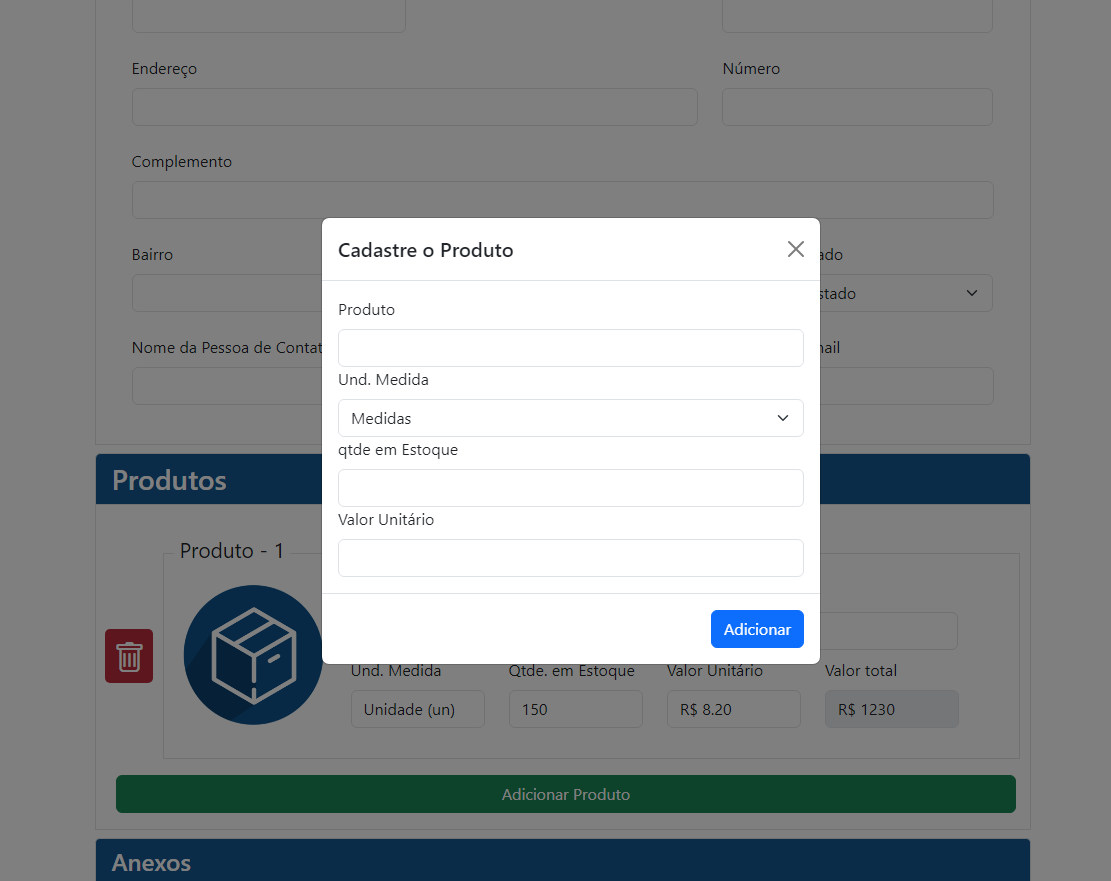 Endereço
Número
Complemento
Bairro
Cadastre o Produto
ado
stado
Produto
Nome da Pessoa de Contat
ail
Und. Medida
Medidas
qtde em Estoque
Produtos
Valor Unitário
Produto - 1
Adicionar
Und. Medida
Qtde. em Estoque
Valor Unitário
Valor total
Unidade (un)
150
R$ 8.20
R$ 1230
Adicionar Produto
Anexos